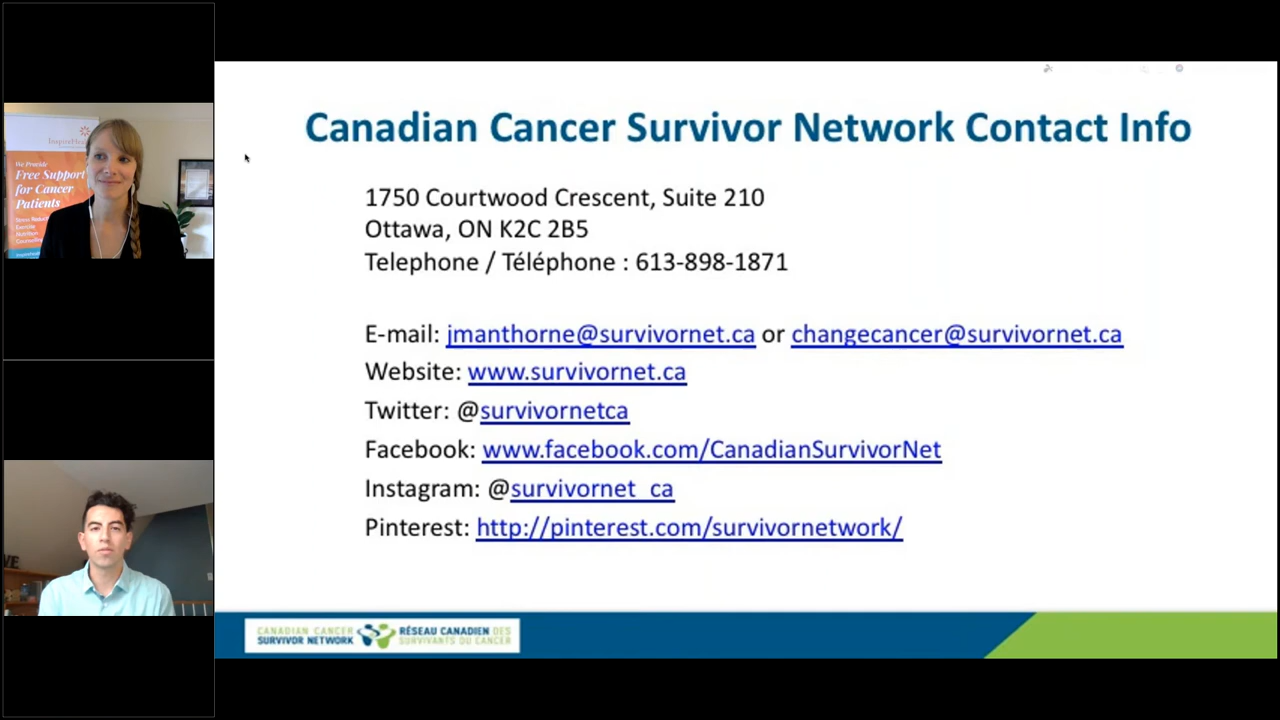 Canadian Cancer Survivor Network Contact Info
1750 Courtwood Crescent, Suite 210
Ottawa, ON K2C 2B5
Telephone / Téléphone : 613-898-1871
E-mail: jmanthorne@survivornet.ca or changecancer@survivornet.ca
Website: www.survivornet.ca
Twitter: @survivornetca
Facebook: www.facebook.com/CanadianSurvivorNet
Instagram: @survivornet_ca
Pinterest: http://pinterest.com/survivornetwork/
CANADIAN CANCER
SURVIVOR NETWORK
RÉSEAU CANADIEN DES
SURVIVANTS DU CANCER
We Provide
Free Support
for Cancer
Patients